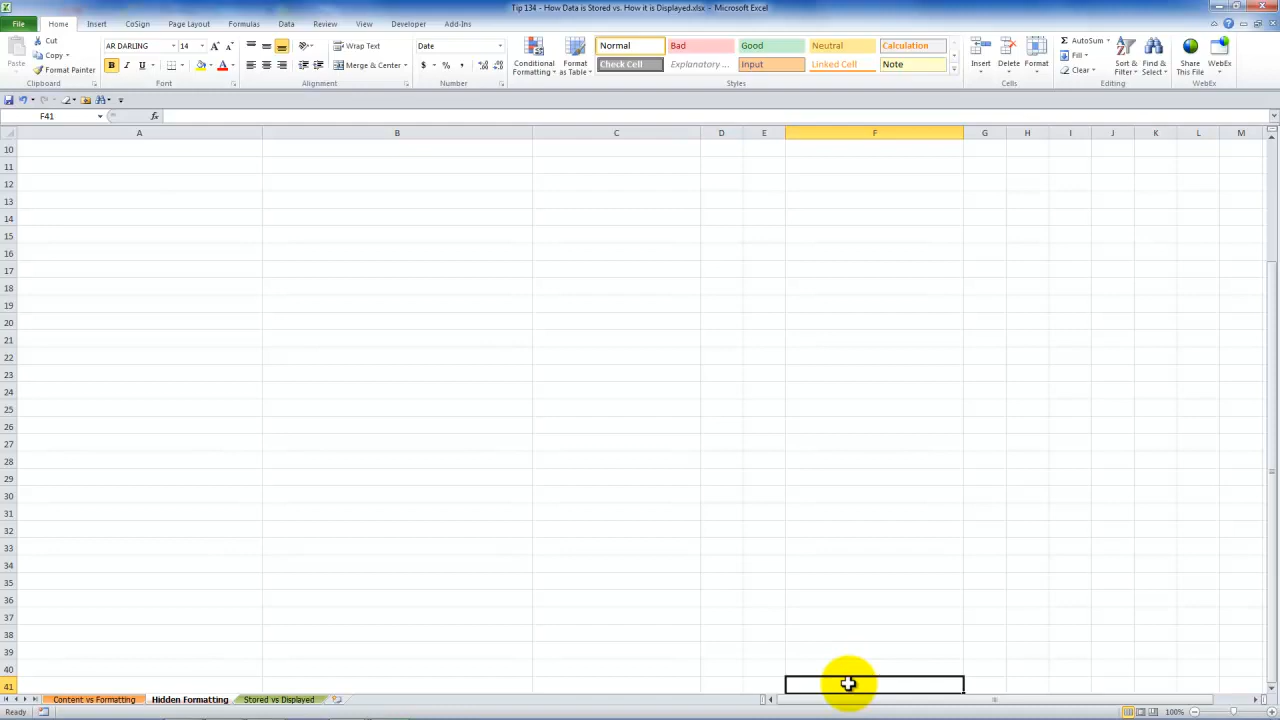 Tip 134 - How Data is Stored vs. How it is Displayed.xlsx - Microsoft Excel
File Home Insert CoSign Page Layout Formulas Data Review View Developer Add-Ins
Paste
Cut
Copy
Format Painter
Clipboard
AR DARLING 14
B I U
Font
Wrap Text
Merge & Center
Alignment
Date
$ % ,
Number
Conditional Formatting
Format as Table
Normal Bad Good Neutral Calculation
Check Cell Explanatory ... Input Linked Cell Note
Styles
Insert Delete Format
Cells
AutoSum
Fill
Clear
Sort & Filter
Find & Select
Editing
Share This File
WebEx
WebEx
F41 fx
A B C D E F G H I J K L M
10
11
12
13
14
15
16
17
18
19
20
21
22
23
24
25
26
27
28
29
30
31
32
33
34
35
36
37
38
39
40
41
Content vs Formatting Hidden Formatting Stored vs Displayed
Ready 100%